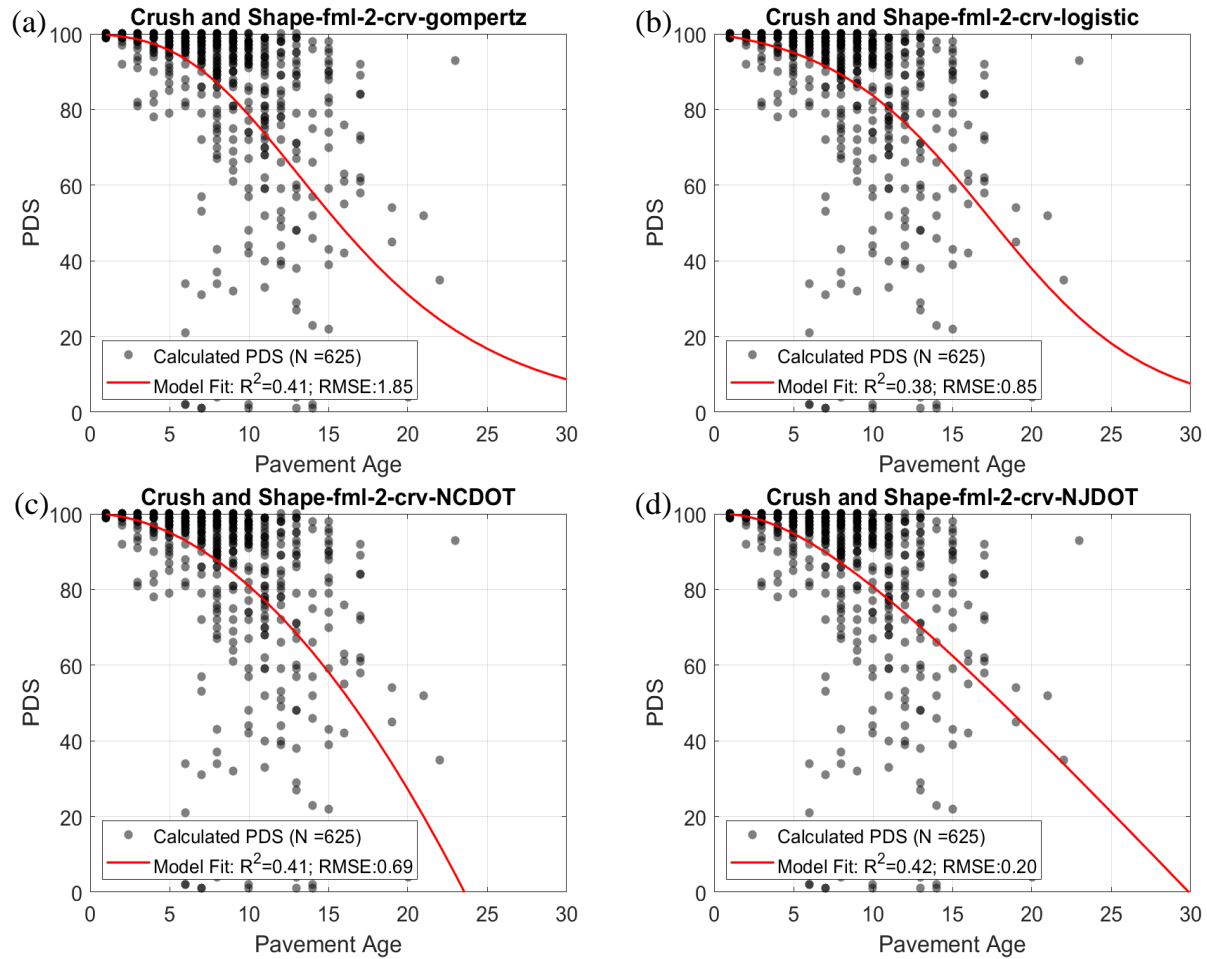 (a)
Crush and Shape-fml-2-crv-gompertz
100
80
60
40
20
0
PDS
Calculated PDS (N =625)
Model Fit: R²=0.41; RMSE:1.85
0 5 10 15 20 25 30
Pavement Age
(b)
Crush and Shape-fml-2-crv-logistic
100
80
60
40
20
0
PDS
Calculated PDS (N =625)
Model Fit: R²=0.38; RMSE:0.85
0 5 10 15 20 25 30
Pavement Age
(c)
Crush and Shape-fml-2-crv-NCDOT
100
80
60
40
20
0
PDS
Calculated PDS (N =625)
Model Fit: R²=0.41; RMSE:0.69
0 5 10 15 20 25 30
Pavement Age
(d)
Crush and Shape-fml-2-crv-NJDOT
100
80
60
40
20
0
PDS
Calculated PDS (N =625)
Model Fit: R²=0.42; RMSE:0.20
0 5 10 15 20 25 30
Pavement Age